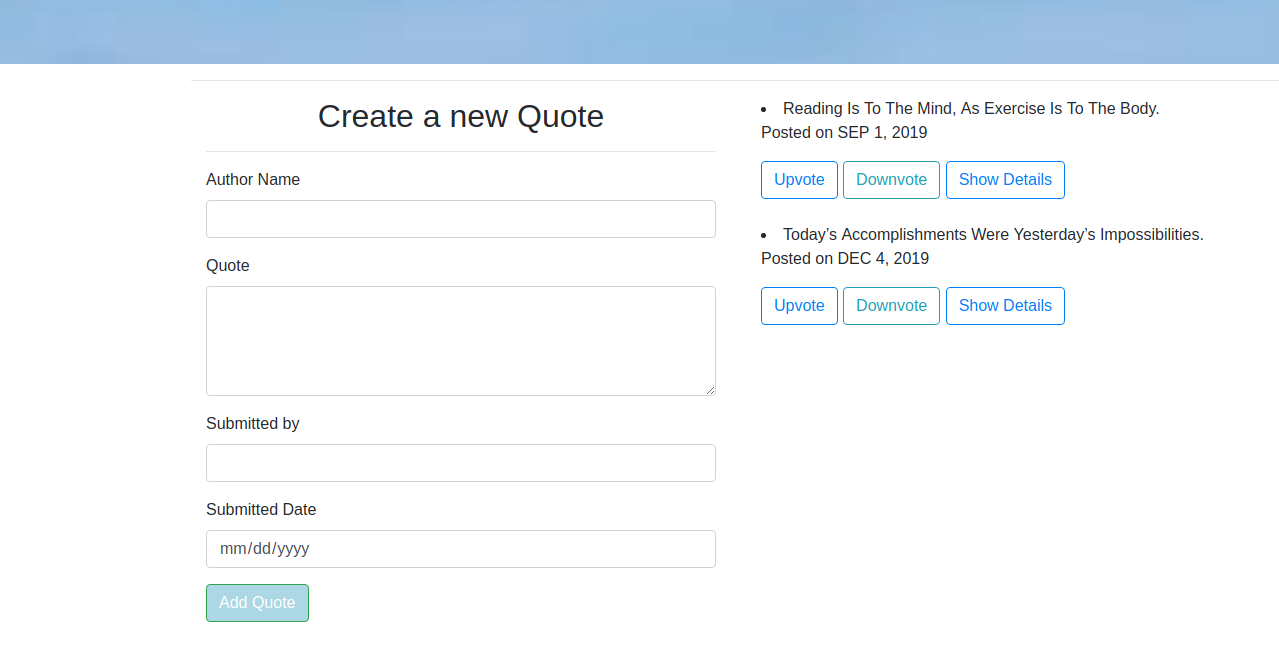 Create a new Quote
Author Name
Quote
Submitted by
Submitted Date
mm/dd/yyyy
Add Quote
Reading Is To The Mind, As Exercise Is To The Body.
Posted on SEP 1, 2019
Upvote Downvote Show Details
Today’s Accomplishments Were Yesterday’s Impossibilities.
Posted on DEC 4, 2019
Upvote Downvote Show Details